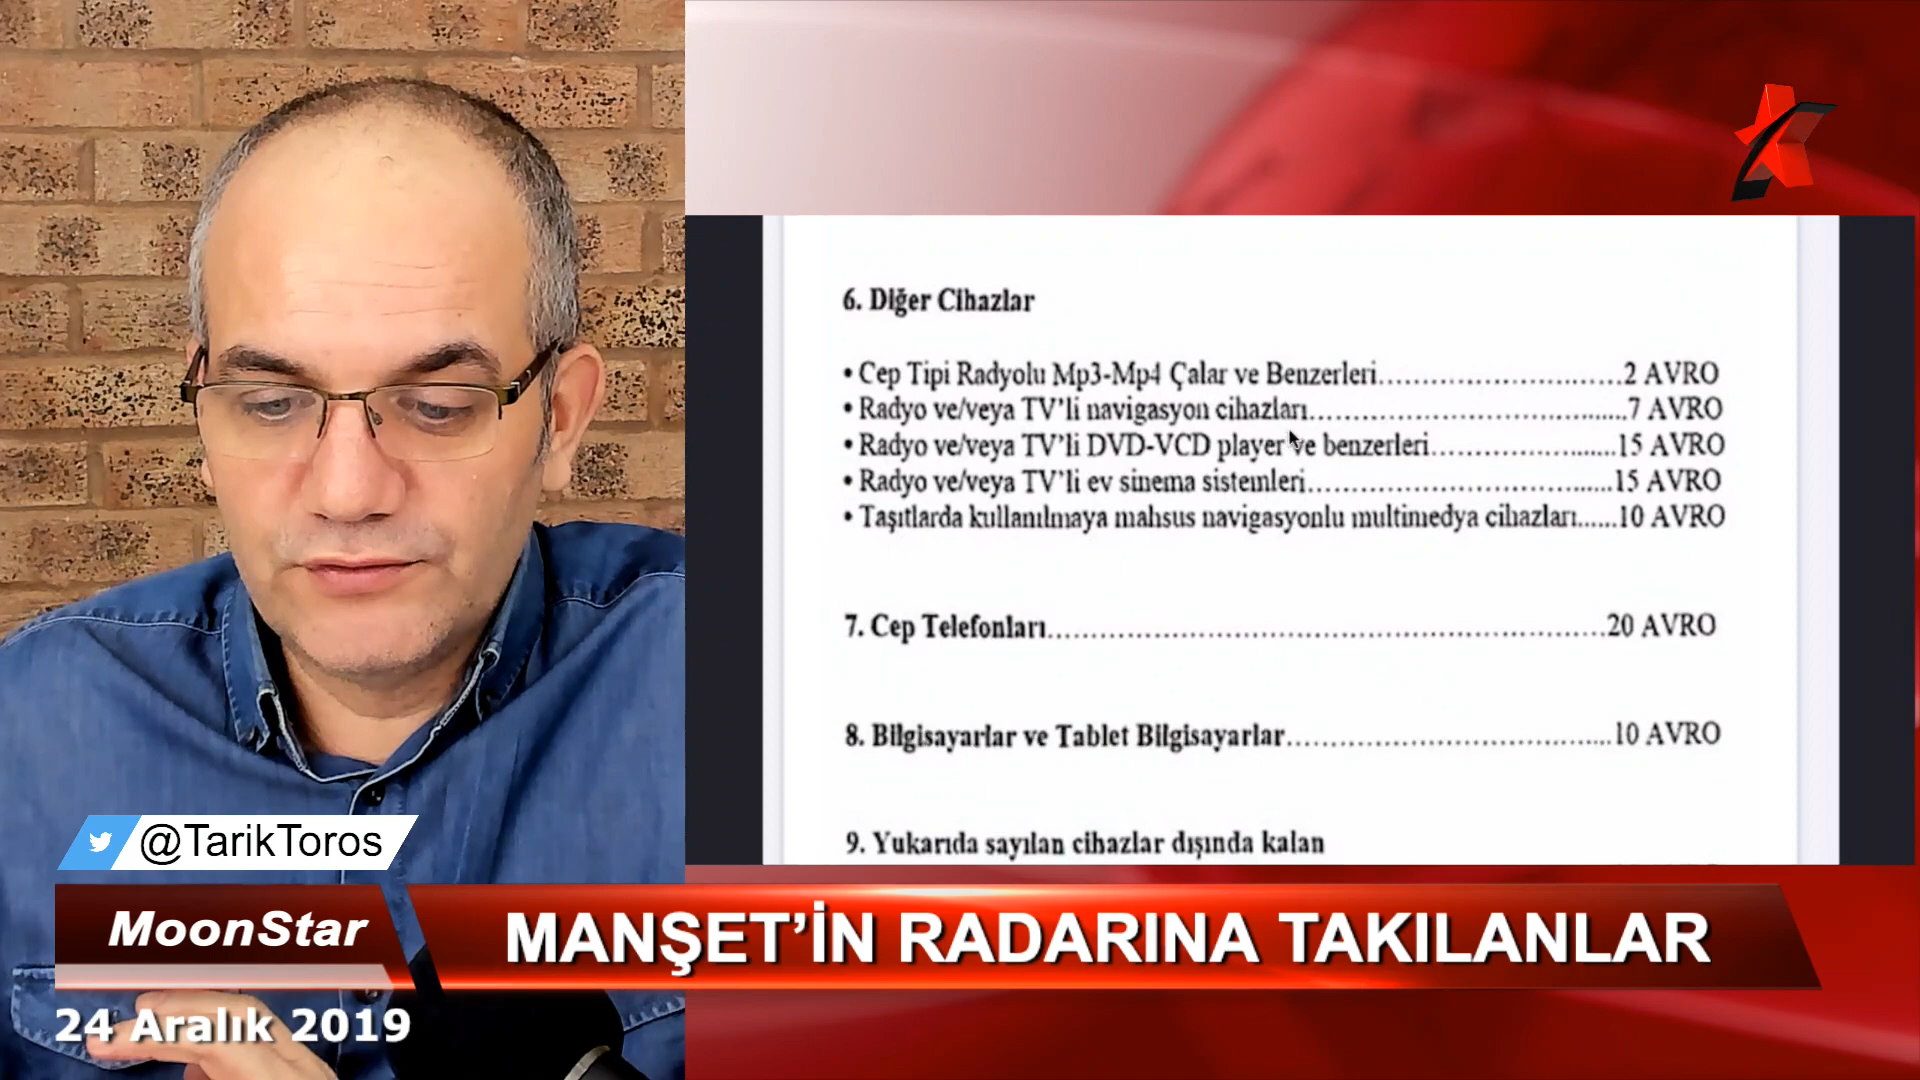 6. Diğer Cihazlar
• Cep Tipi Radyolu Mp3-Mp4 Çalar ve Benzerleri...............................2 AVRO
• Radyo ve/veya TV'li navigasyon cihazları........................................7 AVRO
• Radyo ve/veya TV'li DVD-VCD player ve benzerleri.......................15 AVRO
• Radyo ve/veya TV'li ev sinema sistemleri.......................................15 AVRO
• Taşıtlarda kullanılmaya mahsus navigasyonlu multimedya cihazları......10 AVRO
7. Cep Telefonları.......................................................................20 AVRO
8. Bilgisayarlar ve Tablet Bilgisayarlar..........................................10 AVRO
9. Yukarıda sayılan cihazlar dışında kalan
@TarikToros
MoonStar
MANŞET'İN RADARINA TAKILANLAR
24 Aralık 2019